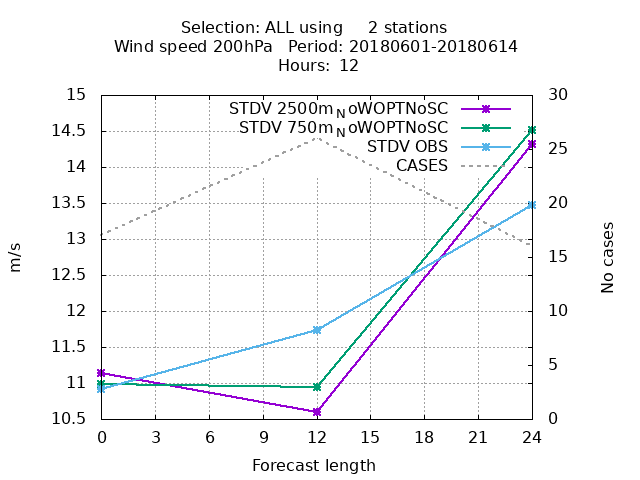 Selection: ALL using     2 stations
Wind speed 200hPa   Period: 20180601-20180614
Hours: 12
STDV 2500m_NoWOPTNoSC
STDV 750m_NoWOPTNoSC
STDV OBS
CASES
15
14.5
14
13.5
13
12.5
12
11.5
11
10.5
30
25
20
15
10
5
0
m/s
No cases
0 3 6 9 12 15 18 21 24
Forecast length